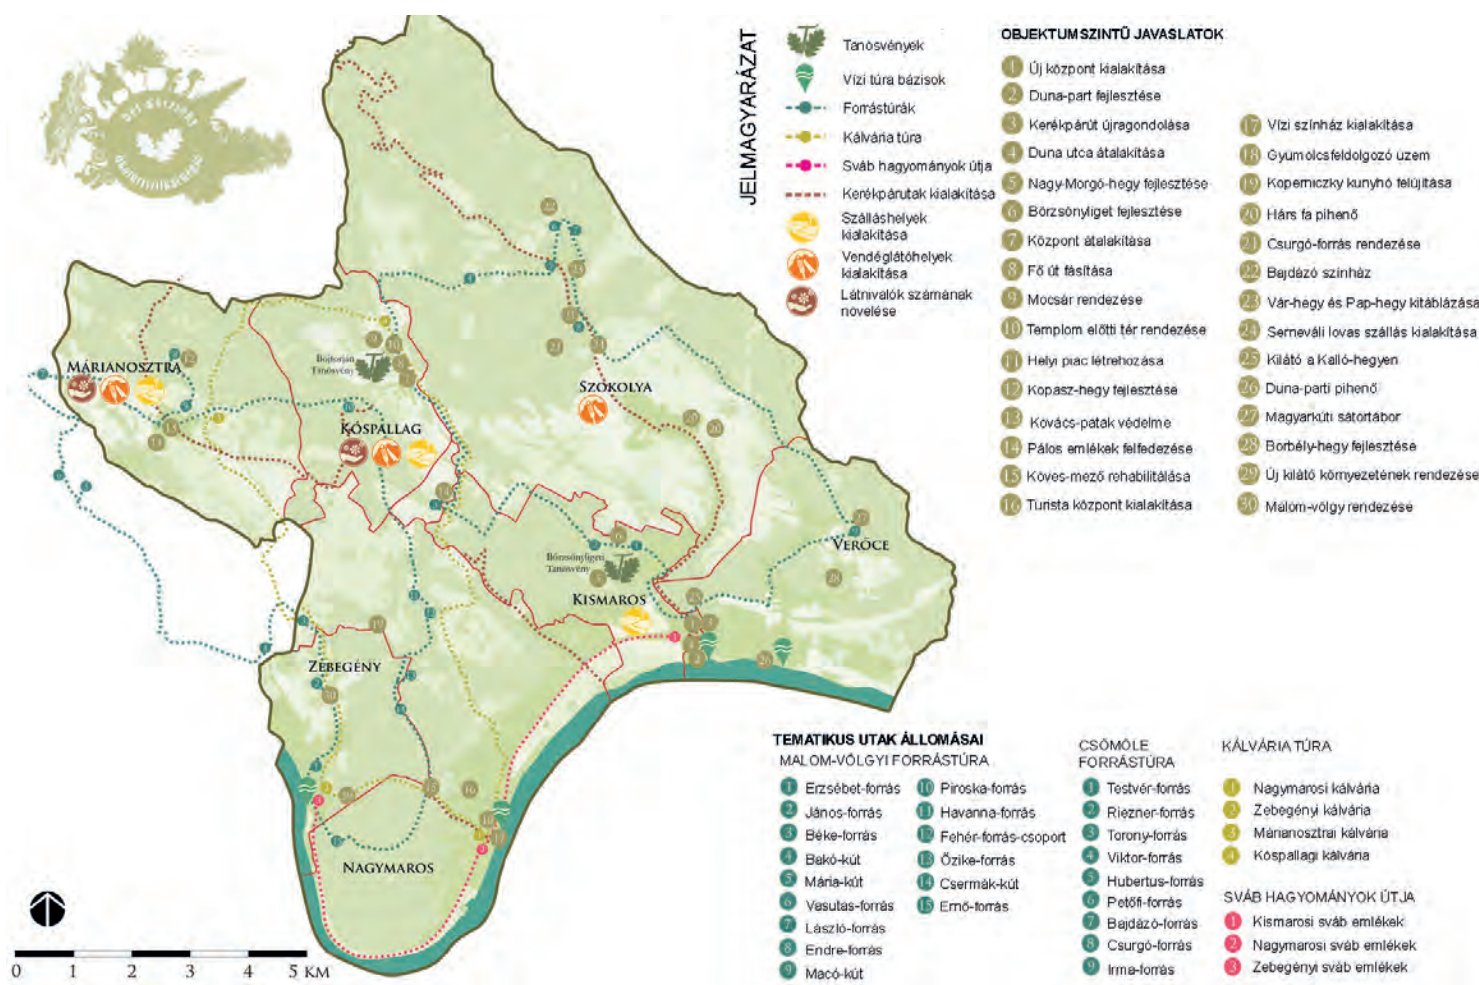 JELMAGYARÁZAT
Tanösvények
Vízi túra bázisok
Forrástúrák
Kálvária túra
Sváb hagyományok útja
Kerékpárutak kialakítása
Szálláshelyek
kialakítása
Vendéglátóhelyek
kialakítása
Látnivalók számának
növelése
OBJEKTUMSZINTŰ JAVASLATOK
1 Új központ kialakítása
2 Duna-part fejlesztése
3 Kerékpárút újragondolása
4 Duna utca átalakítása
5 Nagy-Morgó-hegy fejlesztése
6 Börzsönyliget fejlesztése
7 Központ átalakítása
8 Fő út fásítása
9 Mocsár rendezése
10 Templom előtti tér rendezése
11 Helyi piac létrehozása
12 Kopasz-hegy fejlesztése
13 Kovács-patak védelme
14 Pálos emlékek felfedezése
15 Köves-mező rehabilitálása
16 Turista központ kialakítása
17 Vízi színház kialakítása
18 Gyümölcsfeldolgozó üzem
19 Koperniczky kunyhó felújítása
20 Hárs fa pihenő
21 Csurgó-forrás rendezése
22 Bajdázó színház
23 Vár-hegy és Pap-hegy kitáblázása
24 Semeváli lovas szállás kialakítása
25 Kilátó a Kalló-hegyen
26 Duna-parti pihenő
27 Magyarkúti sátortábor
28 Borbély-hegy fejlesztése
29 Új kilátó környezetének rendezése
30 Malom-völgy rendezése
MÁRIANOSZTRA
Bojtorján
Tanösvény
KÓSPALLAG
SZOKOLYA
VERŐCE
Börzsönyligeti
Tanösvény
KISMAROS
ZEBEGÉNY
NAGYMAROS
0 1 2 3 4 5 KM
TEMATIKUS UTAK ÁLLOMÁSAI
MALOM-VÖLGYI FORRÁSTÚRA
1 Erzsébet-forrás
2 János-forrás
3 Béke-forrás
4 Bakó-kút
5 Mária-kút
6 Vasutas-forrás
7 László-forrás
8 Endre-forrás
9 Macó-kút
10 Piroska-forrás
11 Havanna-forrás
12 Fehér-forrás-csoport
13 Őzike-forrás
14 Csermák-kút
15 Ernő-forrás
CSÖMÖLE
FORRÁSTÚRA
1 Testvér-forrás
2 Riezner-forrás
3 Torony-forrás
4 Viktor-forrás
5 Hubertus-forrás
6 Petőfi-forrás
7 Bajdázó-forrás
8 Csurgó-forrás
9 Irma-forrás
KÁLVÁRIA TÚRA
1 Nagymarosi kálvária
2 Zebegényi kálvária
3 Márianosztrai kálvária
4 Kóspallagi kálvária
SVÁB HAGYOMÁNYOK ÚTJA
1 Kismarosi sváb emlékek
2 Nagymarosi sváb emlékek
3 Zebegényi sváb emlékek